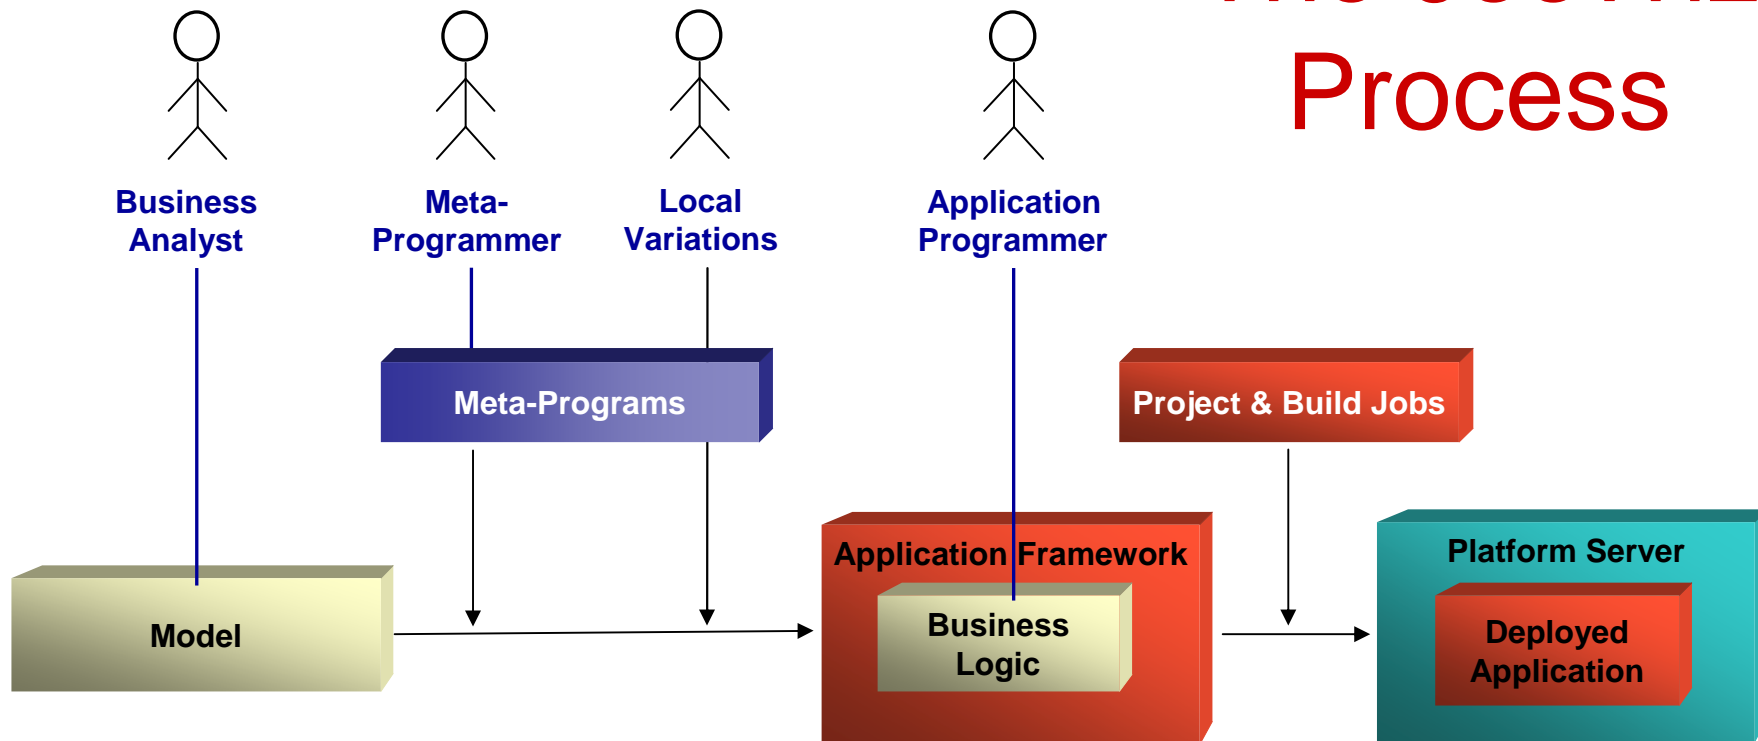 Process
Business
Analyst
Meta-
Programmer
Local
Variations
Application
Programmer
Meta-Programs
Project & Build Jobs
Application Framework
Business
Logic
Platform Server
Deployed
Application
Model